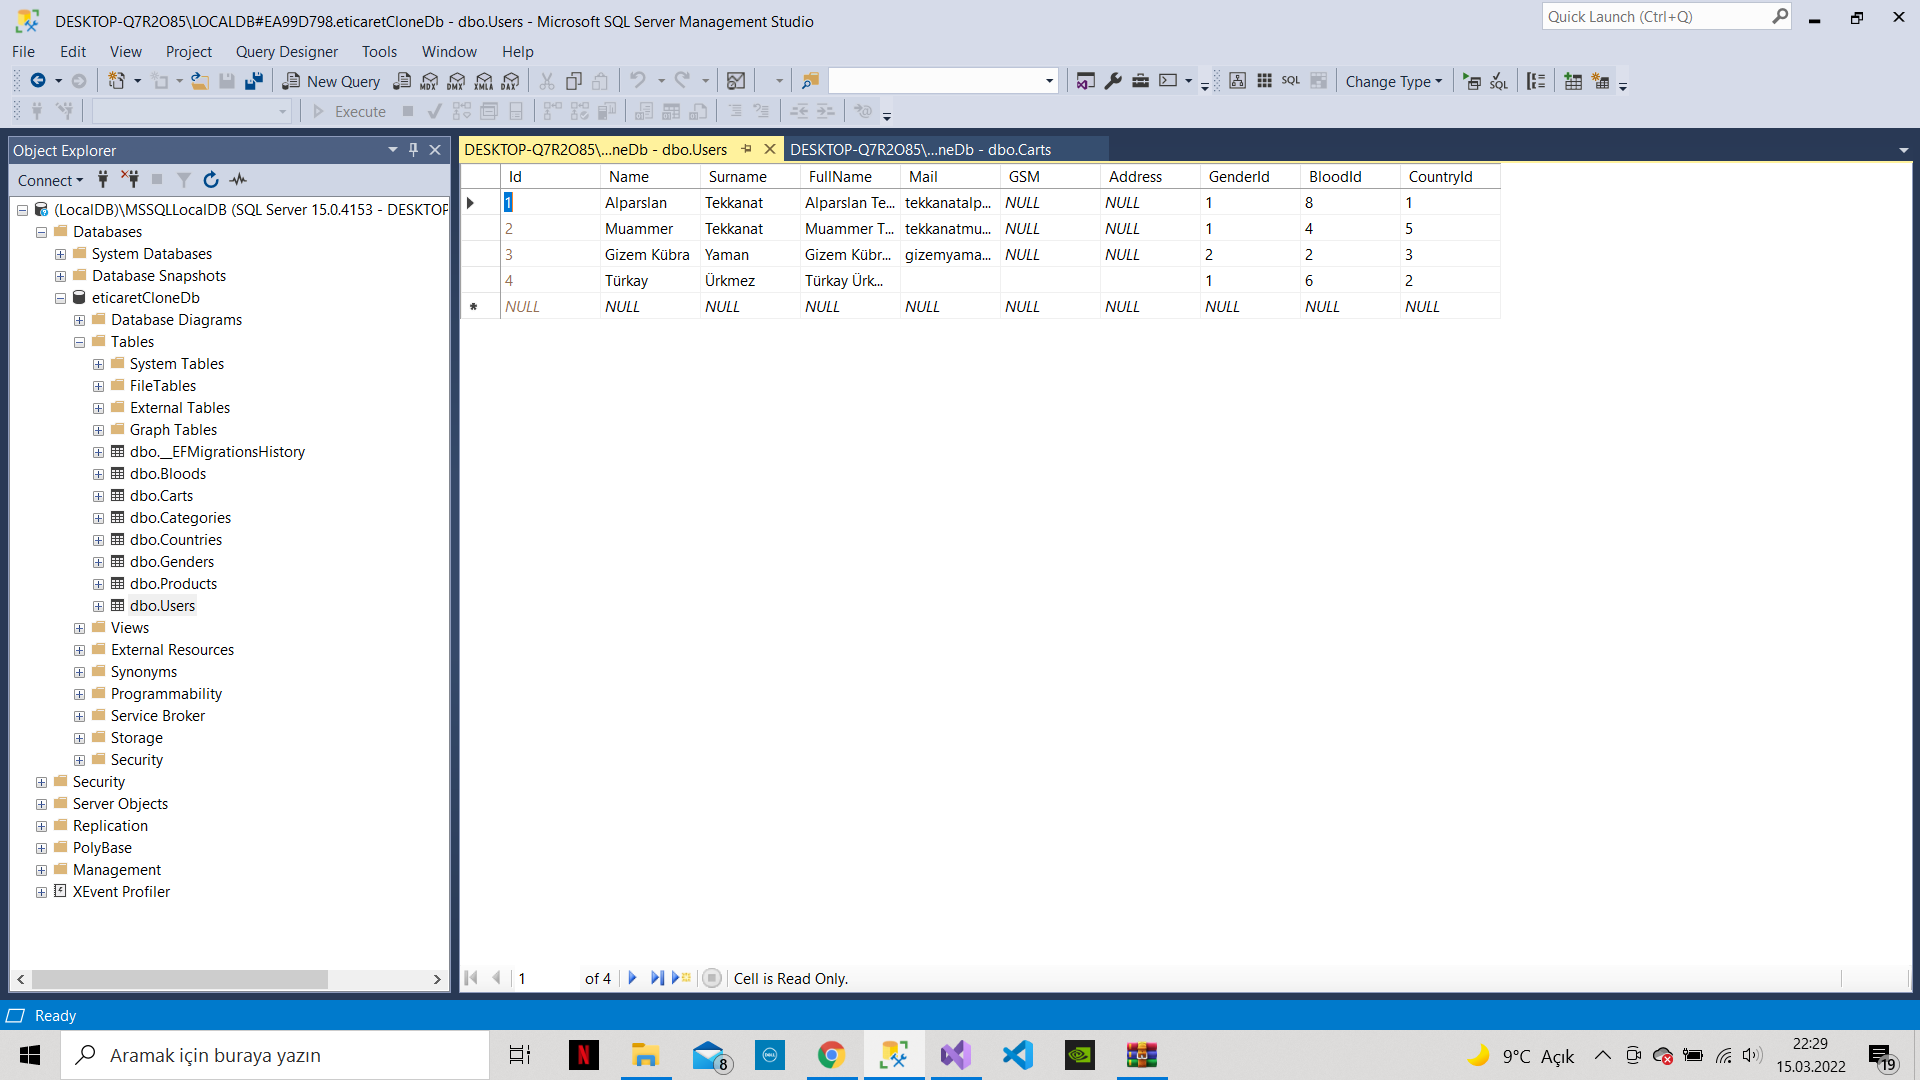 DESKTOP-Q7R2O85\LOCALDB#EA99D798.eticaretCloneDb - dbo.Users - Microsoft SQL Server Management Studio
Quick Launch (Ctrl+Q)
File Edit View Project Query Designer Tools Window Help
New Query MDX DMX XMLA DAX SQL Change Type SQL
Execute
Object Explorer
DESKTOP-Q7R2O85\...neDb - dbo.Users
DESKTOP-Q7R2O85\...neDb - dbo.Carts
Connect
(LocalDB)\MSSQLLocalDB (SQL Server 15.0.4153 - DESKTOP
Databases
System Databases
Database Snapshots
eticaretCloneDb
Database Diagrams
Tables
System Tables
FileTables
External Tables
Graph Tables
dbo.__EFMigrationsHistory
dbo.Bloods
dbo.Carts
dbo.Categories
dbo.Countries
dbo.Genders
dbo.Products
dbo.Users
Views
External Resources
Synonyms
Programmability
Service Broker
Storage
Security
Security
Server Objects
Replication
PolyBase
Management
XEvent Profiler
Id Name Surname FullName Mail GSM Address GenderId BloodId CountryId
1 Alparslan Tekkanat Alparslan Te... tekkanatalp... NULL NULL 1 8 1
2 Muammer Tekkanat Muammer T... tekkanatmu... NULL NULL 1 4 5
3 Gizem Kübra Yaman Gizem Kübr... gizemyama... NULL NULL 2 2 3
4 Türkay Ürkmez Türkay Ürk... 1 6 2
NULL NULL NULL NULL NULL NULL NULL NULL NULL NULL
1 of 4 Cell is Read Only.
Ready
Aramak için buraya yazın
N
8
DELL
9°C Açık
22:29
15.03.2022
19